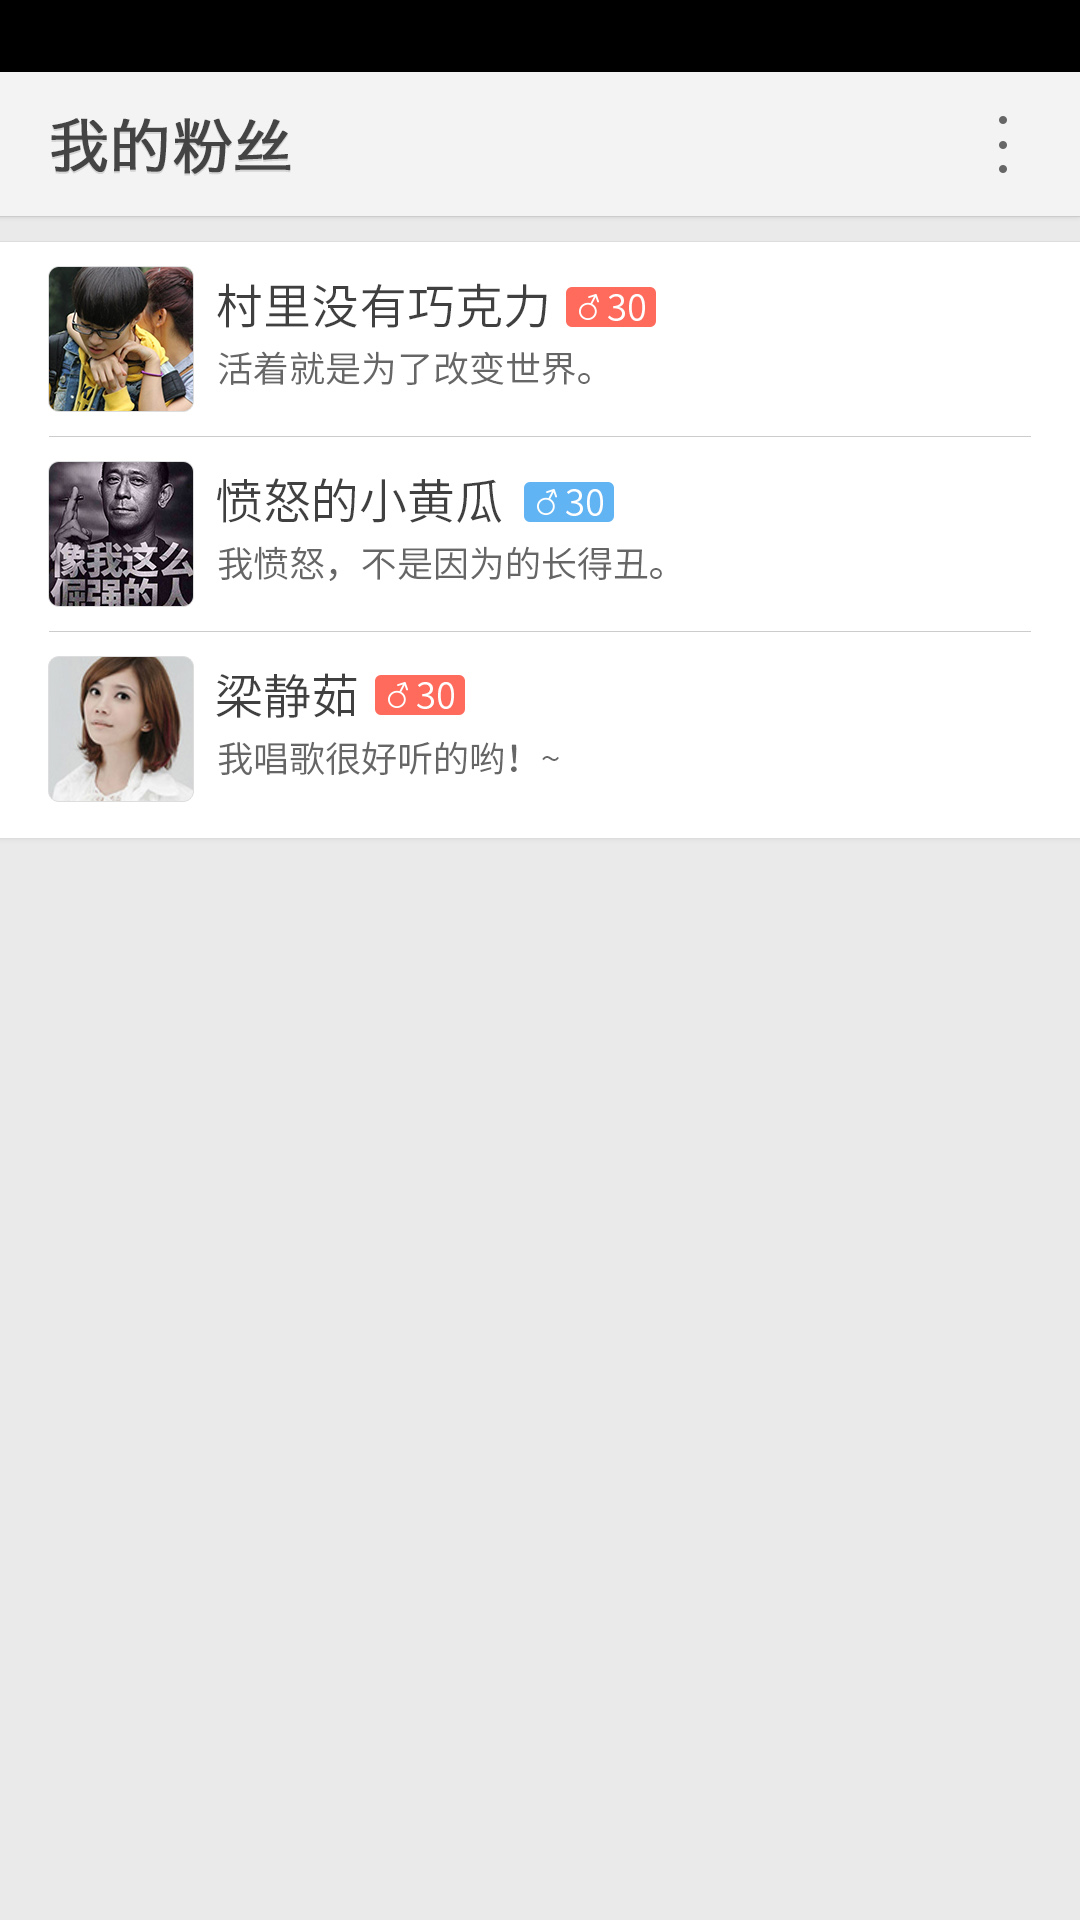 我的粉丝
村里没有巧克力 ♂30
活着就是为了改变世界。
愤怒的小黄瓜 ♂30
我愤怒，不是因为的长得丑。
像我这么
倔强的人
梁静茹 ♂30
我唱歌很好听的哟！~